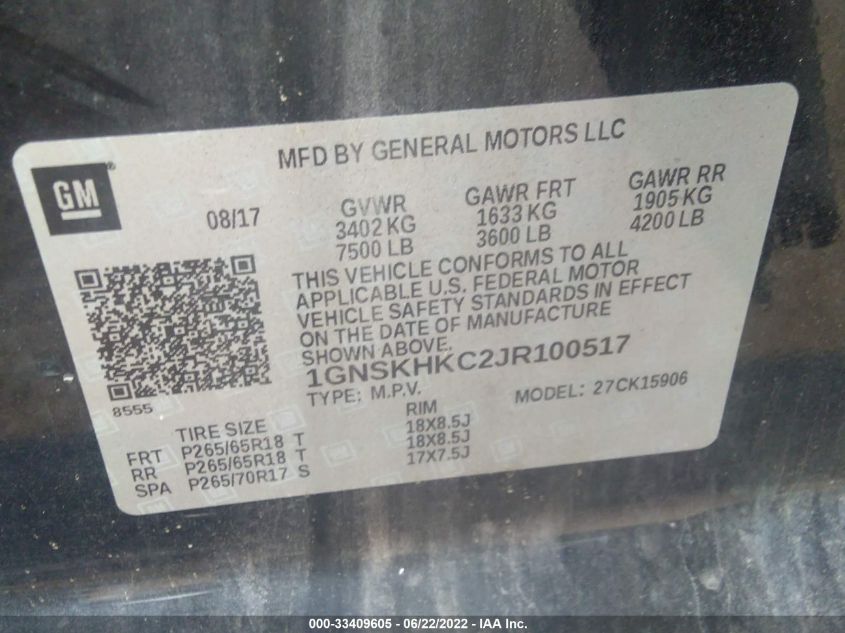 MFD BY GENERAL MOTORS LLC
GM
08/17
GVWR GAWR FRT GAWR RR
3402 KG 1633 KG 1905 KG
7500 LB 3600 LB 4200 LB
THIS VEHICLE CONFORMS TO ALL
APPLICABLE U.S. FEDERAL MOTOR
VEHICLE SAFETY STANDARDS IN EFFECT
ON THE DATE OF MANUFACTURE
SHOWN ABOVE.
1GNSKHKC2JR100517
8555
TYPE: M.P.V. MODEL: 27CK15906
TIRE SIZE RIM
FRT P265/65R18 T 18X8.5J
RR P265/65R18 T 18X8.5J
SPA P265/70R17 S 17X7.5J
000-33409605 - 06/22/2022 - IAA Inc.